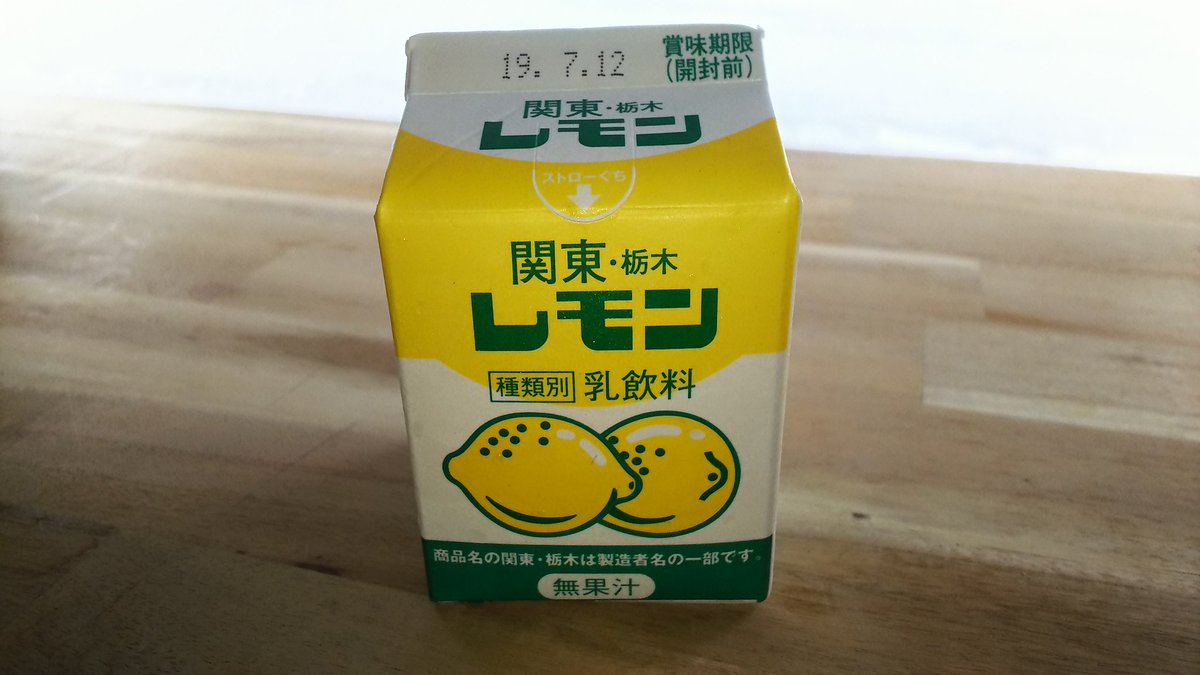 19. 7.12
賞味期限
(開封前)
関東・栃木
レモン
ストローぐち
関東・栃木
レモン
種類別 乳飲料
商品名の関東・栃木は製造者名の一部です。
無果汁